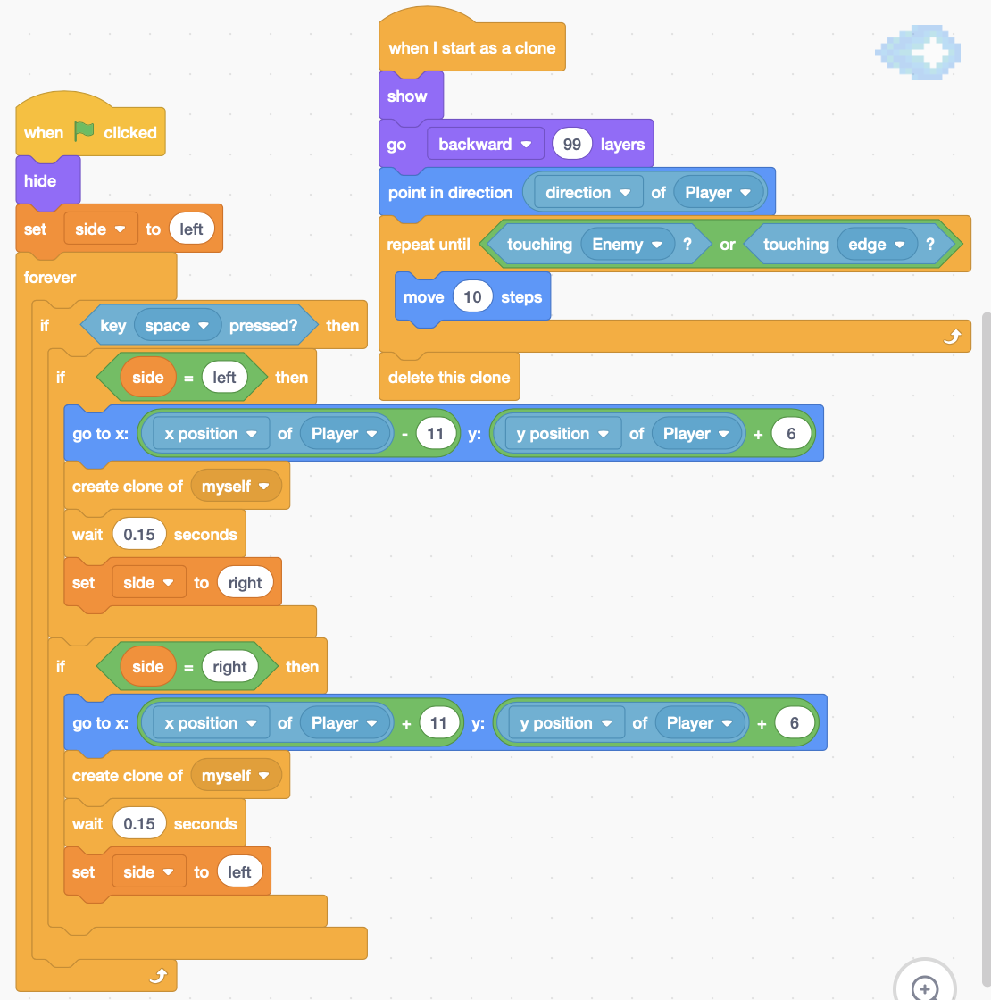 when clicked
hide
set side to left
forever
if key space pressed? then
if side = left then
go to x: x position of Player - 11 y: y position of Player + 6
create clone of myself
wait 0.15 seconds
set side to right
if side = right then
go to x: x position of Player + 11 y: y position of Player + 6
create clone of myself
wait 0.15 seconds
set side to left
when I start as a clone
show
go backward 99 layers
point in direction direction of Player
repeat until touching Enemy ? or touching edge ?
move 10 steps
delete this clone